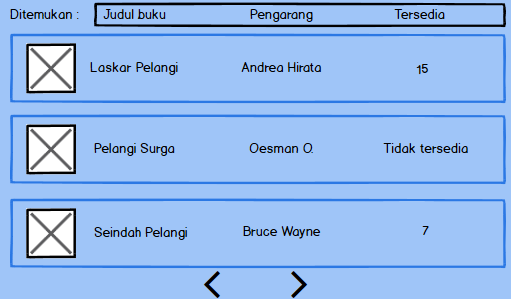 Ditemukan : Judul buku Pengarang Tersedia
Laskar Pelangi Andrea Hirata 15
Pelangi Surga Oesman O. Tidak tersedia
Seindah Pelangi Bruce Wayne 7